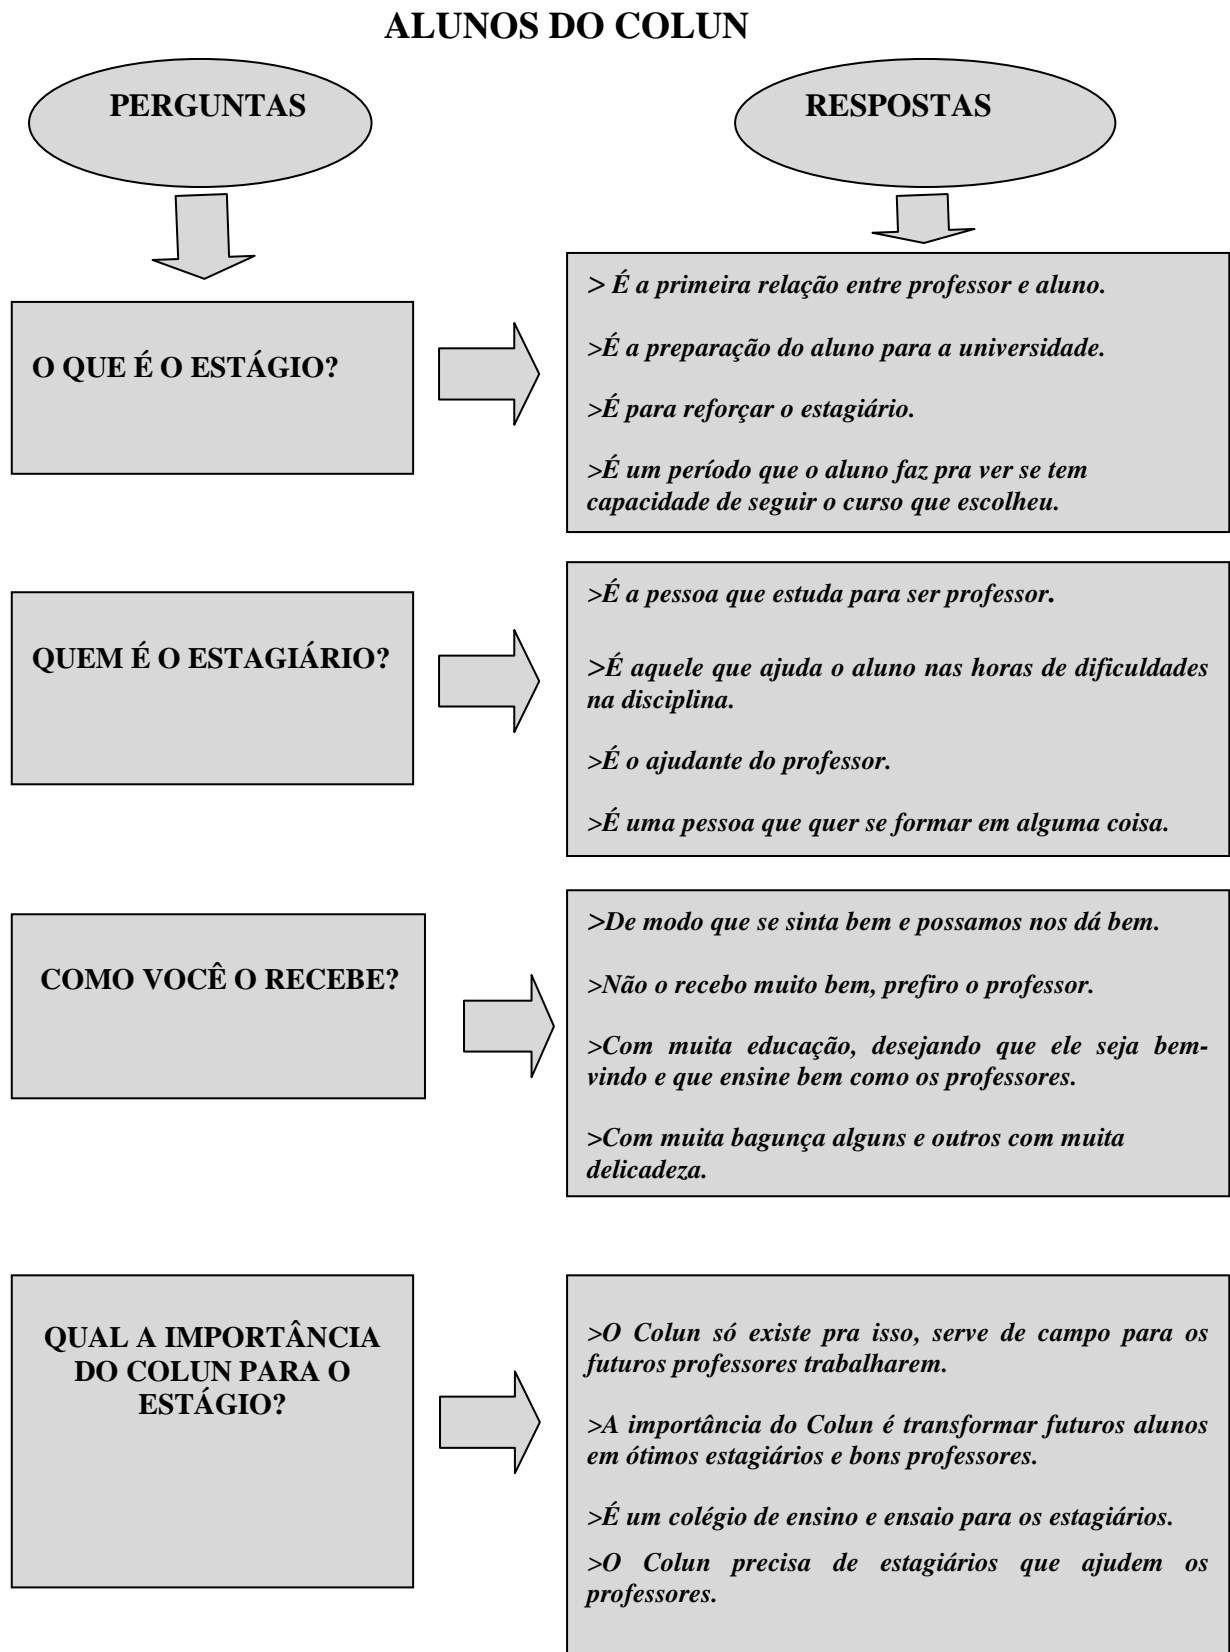 ALUNOS DO COLUN
PERGUNTAS
RESPOSTAS
O QUE É O ESTÁGIO?
> É a primeira relação entre professor e aluno.
>É a preparação do aluno para a universidade.
>É para reforçar o estagiário.
>É um período que o aluno faz pra ver se tem
capacidade de seguir o curso que escolheu.
QUEM É O ESTAGIÁRIO?
>É a pessoa que estuda para ser professor.
>É aquele que ajuda o aluno nas horas de dificuldades
na disciplina.
>É o ajudante do professor.
>É uma pessoa que quer se formar em alguma coisa.
COMO VOCÊ O RECEBE?
>De modo que se sinta bem e possamos nos dá bem.
>Não o recebo muito bem, prefiro o professor.
>Com muita educação, desejando que ele seja bem-
vindo e que ensine bem como os professores.
>Com muita bagunça alguns e outros com muita
delicadeza.
QUAL A IMPORTÂNCIA
DO COLUN PARA O
ESTÁGIO?
>O Colun só existe pra isso, serve de campo para os
futuros professores trabalharem.
>A importância do Colun é transformar futuros alunos
em ótimos estagiários e bons professores.
>É um colégio de ensino e ensaio para os estagiários.
>O Colun precisa de estagiários que ajudem os
professores.